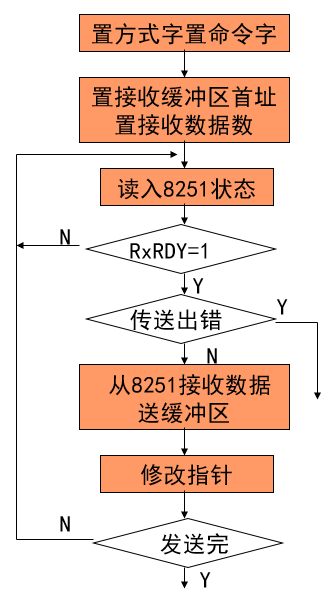 置方式字置命令字
置接收缓冲区首址
置接收数据数
读入8251状态
N
RxRDY=1
Y
传送出错
Y
N
从8251接收数据
送缓冲区
修改指针
N
发送完
Y